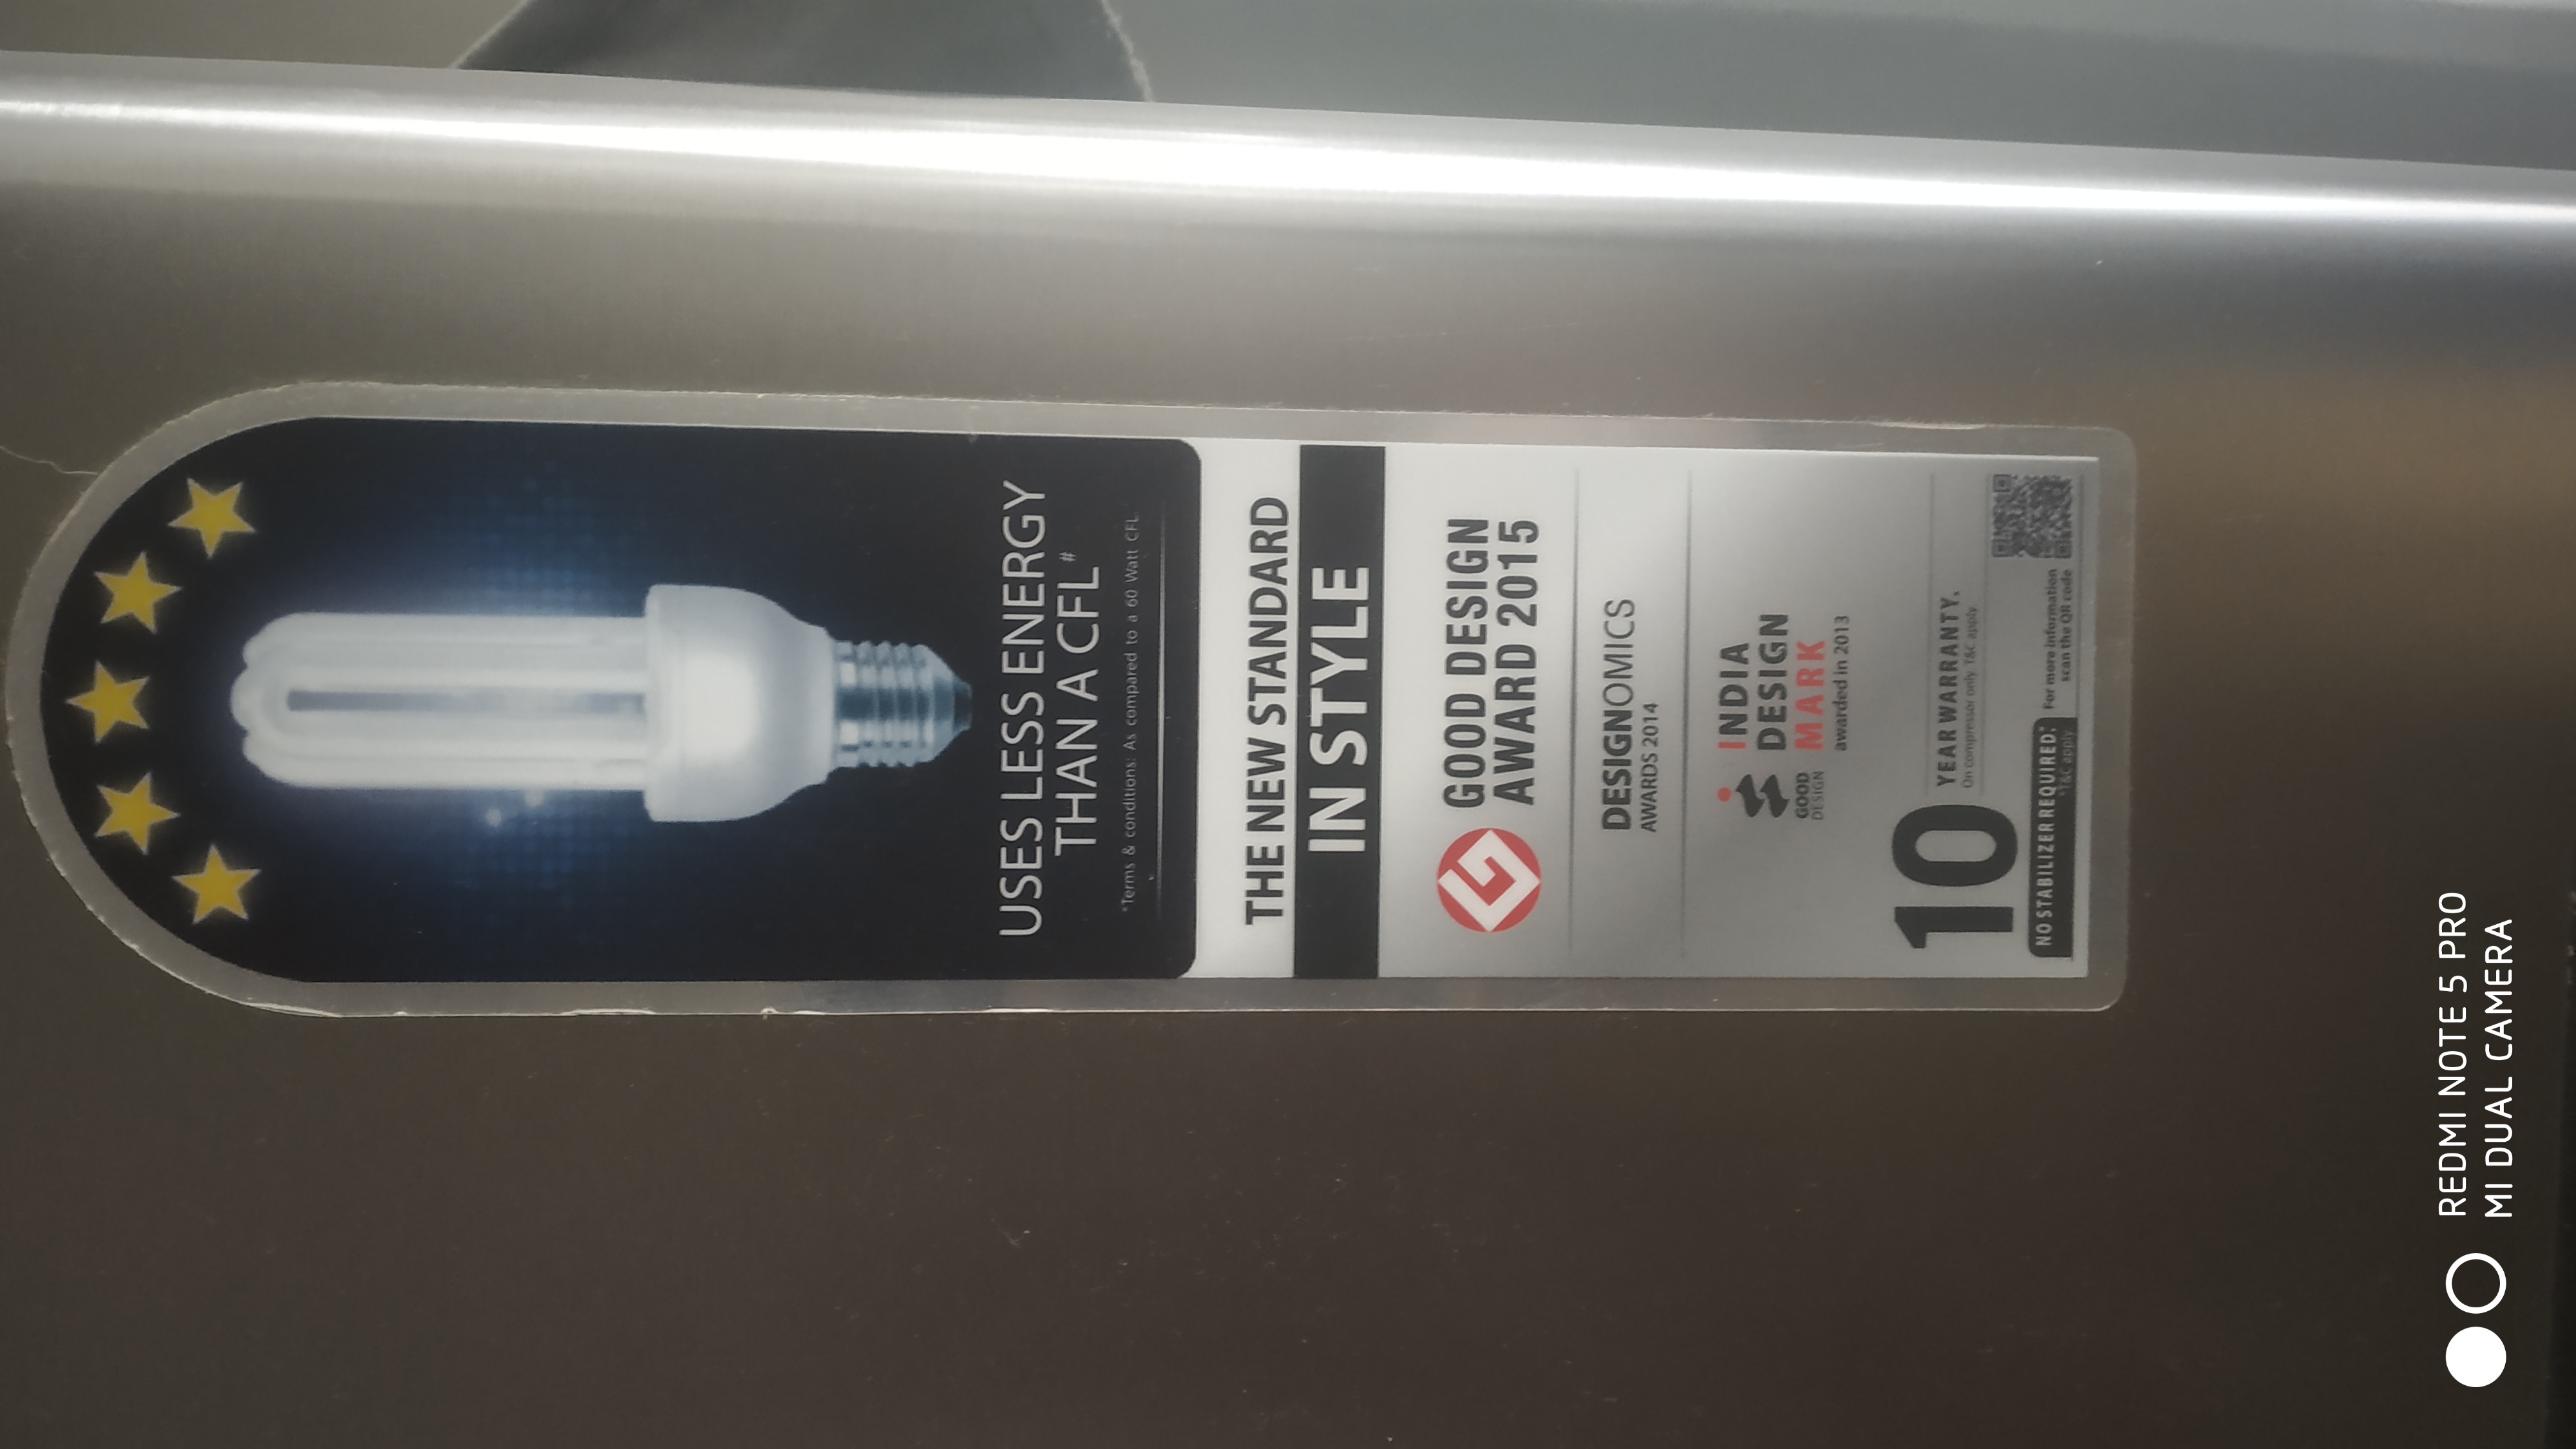 USES LESS ENERGY
THAN A CFL#
*Terms & conditions: As compared to a 60 Watt CFL.
THE NEW STANDARD
IN STYLE
GOOD DESIGN
AWARD 2015
DESIGNOMICS
AWARDS 2014
INDIA
DESIGN
MARK
awarded in 2013
GOOD
DESIGN
10 YEAR WARRANTY.
On compressor only. T&C apply
NO STABILIZER REQUIRED.*
*T&C apply
For more information
scan the QR code
REDMI NOTE 5 PRO
MI DUAL CAMERA